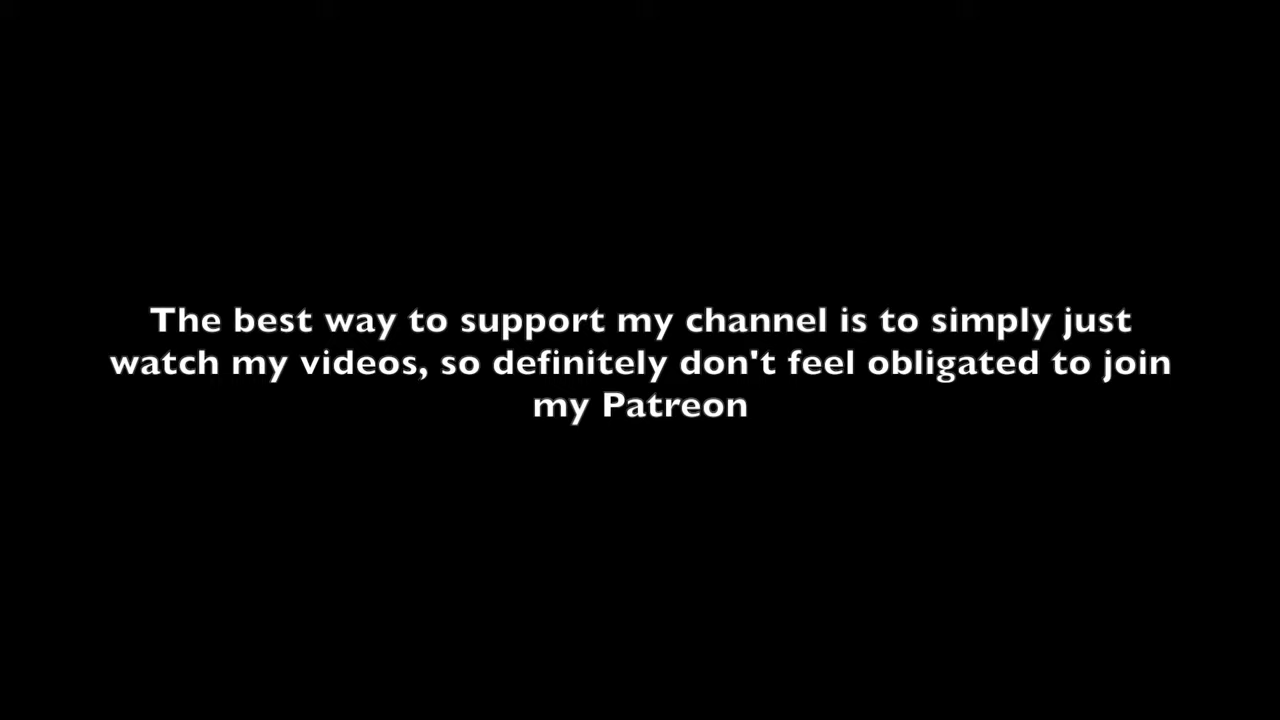 The best way to support my channel is to simply just
watch my videos, so definitely don't feel obligated to join
my Patreon